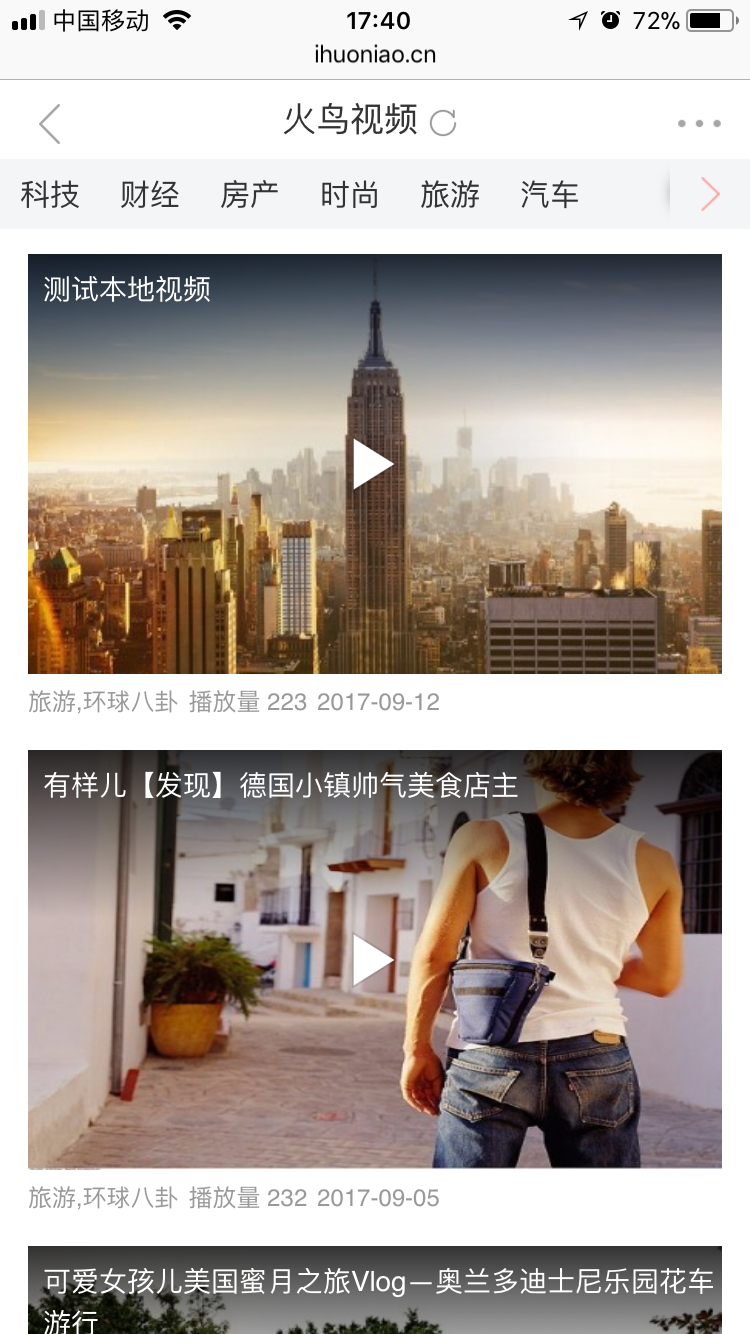 中国移动 17:40 72%
ihuoniao.cn
火鸟视频
科技 财经 房产 时尚 旅游 汽车
测试本地视频
旅游,环球八卦 播放量 223 2017-09-12
有样儿【发现】德国小镇帅气美食店主
旅游,环球八卦 播放量 232 2017-09-05
可爱女孩儿美国蜜月之旅Vlog—奥兰多迪士尼乐园花车
游行